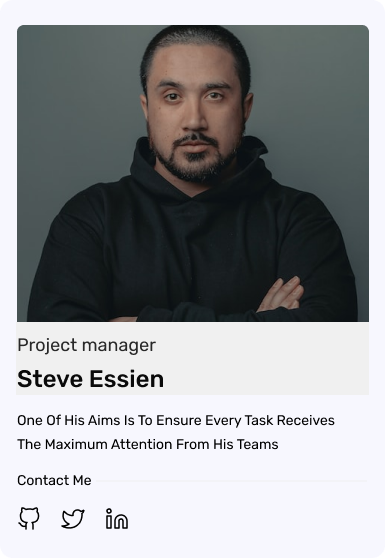 Project manager
Steve Essien
One Of His Aims Is To Ensure Every Task Receives
The Maximum Attention From His Teams
Contact Me